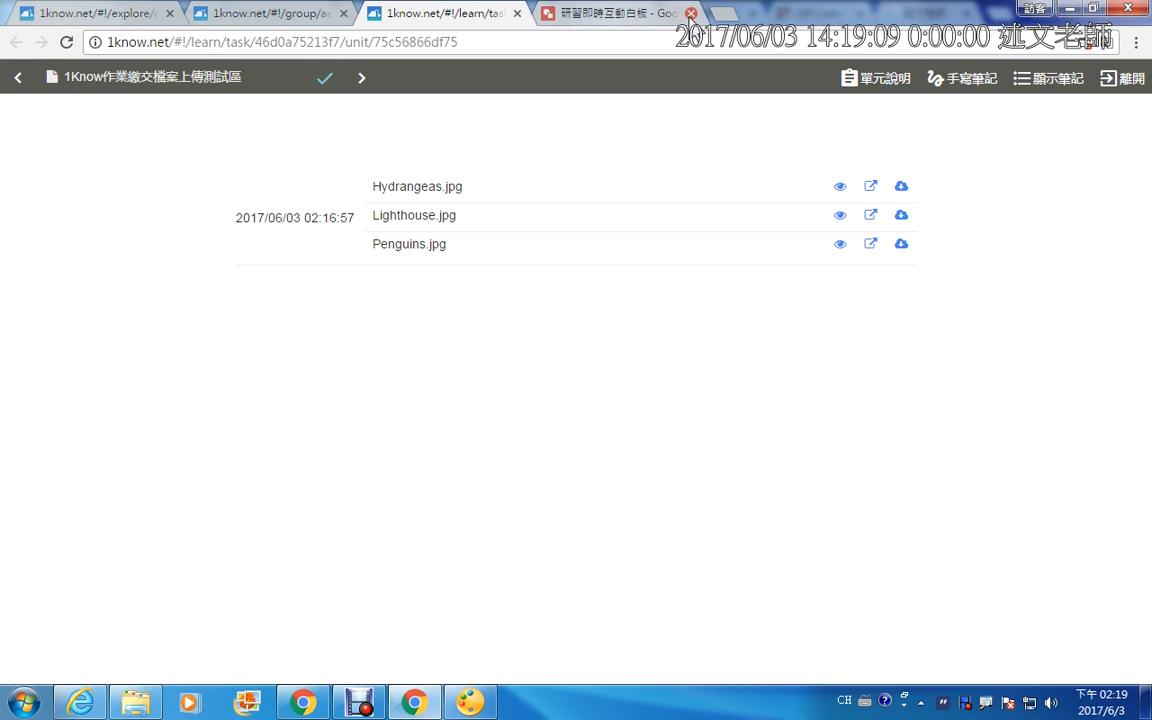 1know.net/#!/explore/g
1know.net/#!/group/ae
1know.net/#!/learn/tas
研習即時互動白板 - Goo
訪客
2017/06/03 14:19:09 0:00:00 述文老師
1know.net/#!/learn/task/46d0a75213f7/unit/75c56866df75
1Know作業繳交檔案上傳測試區
單元說明
手寫筆記
顯示筆記
離開
Hydrangeas.jpg
2017/06/03 02:16:57
Lighthouse.jpg
Penguins.jpg
CH
下午 02:19
2017/6/3